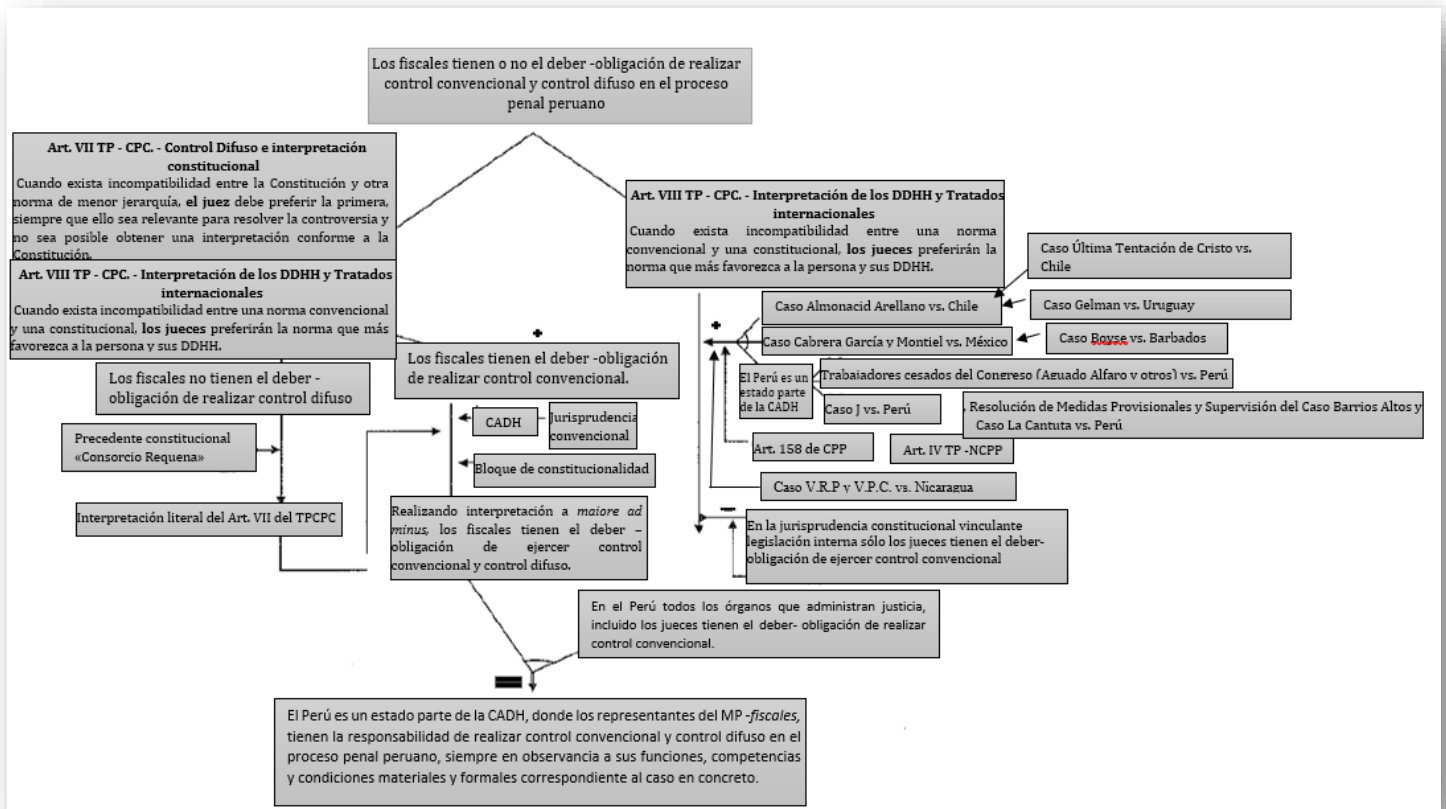 Los fiscales tienen o no el deber -obligación de realizar
control convencional y control difuso en el proceso
penal peruano
Art. VII TP - CPC. - Control Difuso e interpretación
constitucional
Cuando exista incompatibilidad entre la Constitución y otra
norma de menor jerarquía, el juez debe preferir la primera,
siempre que ello sea relevante para resolver la controversia y
no sea posible obtener una interpretación conforme a la
Constitución.
Art. VIII TP - CPC. - Interpretación de los DDHH y Tratados
internacionales
Cuando exista incompatibilidad entre una norma convencional
y una constitucional, los jueces preferirán la norma que más
favorezca a la persona y sus DDHH.
Art. VIII TP - CPC. - Interpretación de los DDHH y Tratados
internacionales
Cuando exista incompatibilidad entre una norma
convencional y una constitucional, los jueces preferirán la
norma que más favorezca a la persona y sus DDHH.
Caso Última Tentación de Cristo vs.
Chile
Caso Almonacid Arellano vs. Chile
Caso Gelman vs. Uruguay
Caso Cabrera García y Montiel vs. México
Caso Boyse vs. Barbados
El Perú es un
estado parte
de la CADH
Trabajadores cesados del Congreso (Aguado Alfaro y otros) vs. Perú
Caso J vs. Perú
Resolución de Medidas Provisionales y Supervisión del Caso Barrios Altos y
Caso La Cantuta vs. Perú
Art. 158 de CPP
Art. IV TP -NCPP
Caso V.R.P y V.P.C. vs. Nicaragua
En la jurisprudencia constitucional vinculante
legislación interna sólo los jueces tienen el deber-
obligación de ejercer control convencional
Los fiscales no tienen el deber -
obligación de realizar control difuso
Precedente constitucional
«Consorcio Requena»
Interpretación literal del Art. VII del TPCPC
+
Los fiscales tienen el deber -obligación
de realizar control convencional.
CADH
Jurisprudencia
convencional
Bloque de constitucionalidad
Realizando interpretación a maiore ad
minus, los fiscales tienen el deber –
obligación de ejercer control
convencional y control difuso.
+
En el Perú todos los órganos que administran justicia,
incluido los jueces tienen el deber- obligación de realizar
control convencional.
El Perú es un estado parte de la CADH, donde los representantes del MP -fiscales,
tienen la responsabilidad de realizar control convencional y control difuso en el
proceso penal peruano, siempre en observancia a sus funciones, competencias
y condiciones materiales y formales correspondiente al caso en concreto.